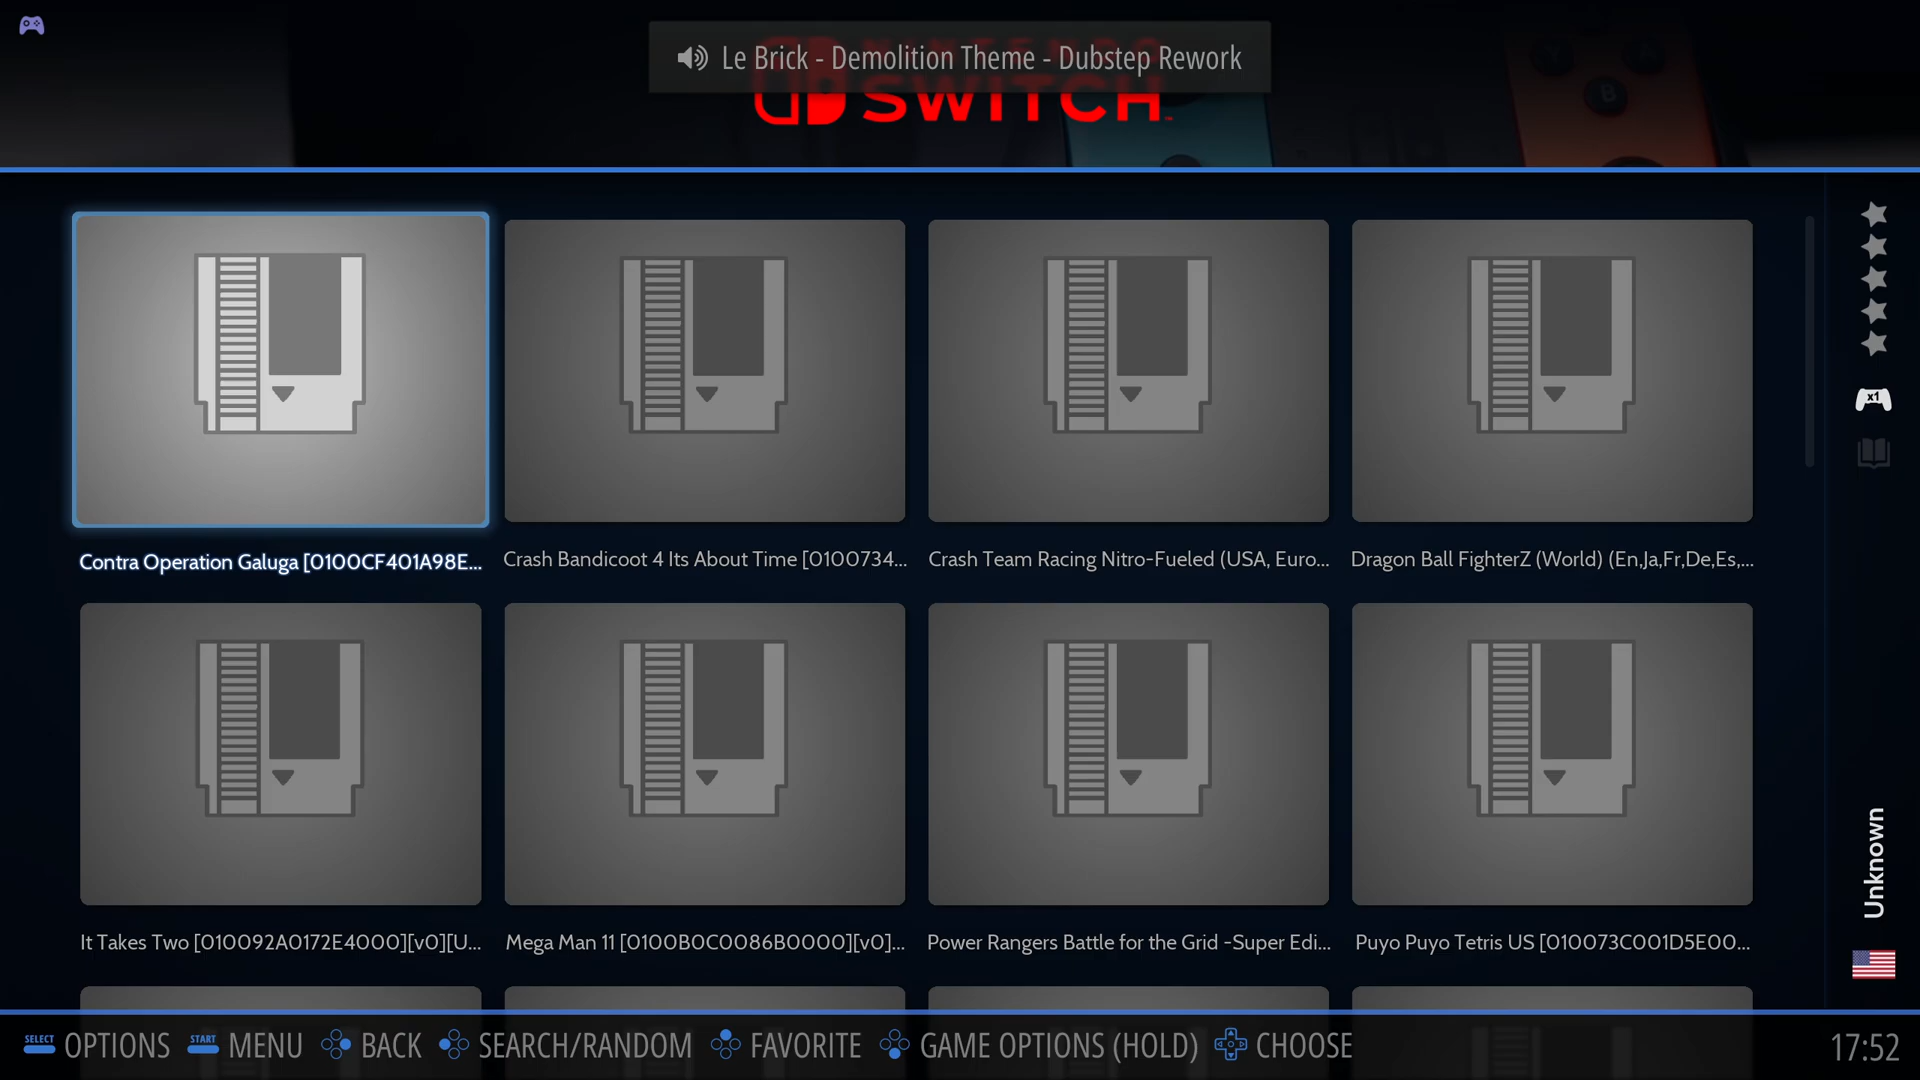 Le Brick - Demolition Theme - Dubstep Rework
SWITCH
Contra Operation Galuga [0100CF401A98E...
Crash Bandicoot 4 Its About Time [0100734...
Crash Team Racing Nitro-Fueled (USA, Euro...
Dragon Ball FighterZ (World) (En,Ja,Fr,De,Es,...
x1
It Takes Two [010092A0172E4000][v0][U...
Mega Man 11 [0100B0C0086B0000][v0]...
Power Rangers Battle for the Grid -Super Edi...
Puyo Puyo Tetris US [010073C001D5E00...
Unknown
SELECT OPTIONS START MENU BACK SEARCH/RANDOM FAVORITE GAME OPTIONS (HOLD) CHOOSE 17:52